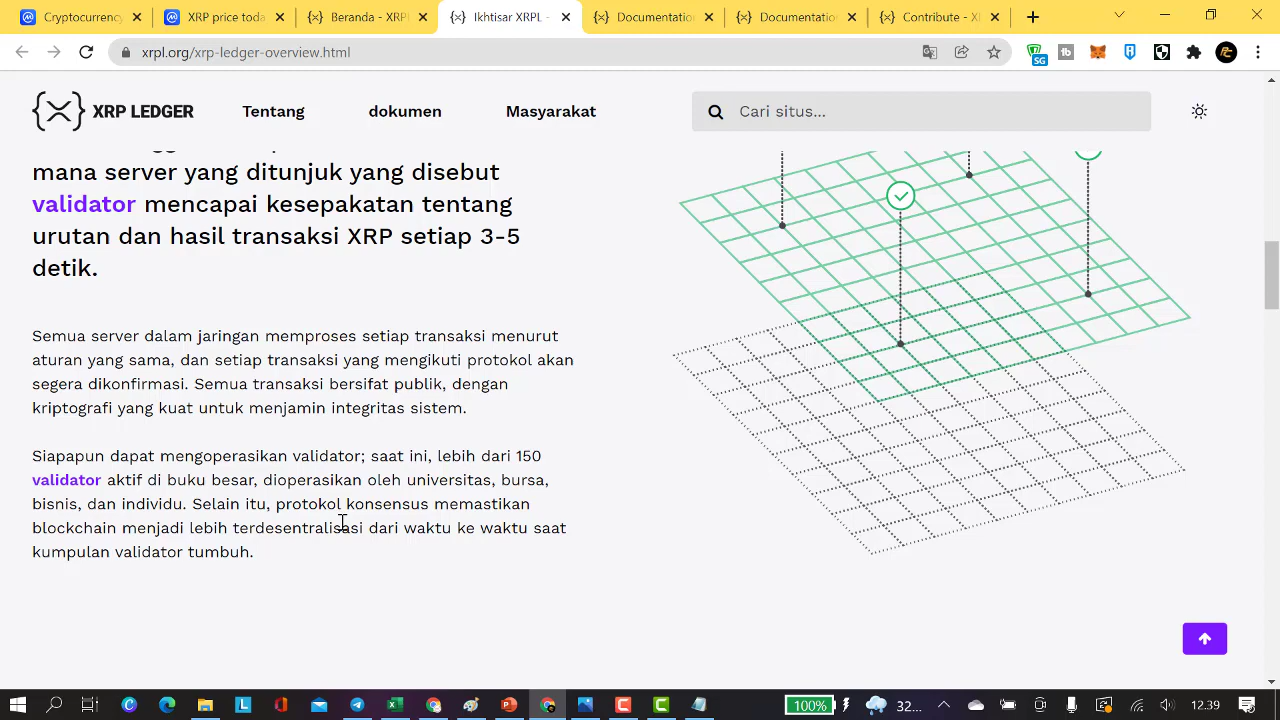 Cryptocurrency
XRP price toda
Beranda - XRPL
Ikhtisar XRPL -
Documentation
Documentation
Contribute - X
xrpl.org/xrp-ledger-overview.html
SG
XRP LEDGER
Tentang
dokumen
Masyarakat
Cari situs...
mana server yang ditunjuk yang disebut
validator mencapai kesepakatan tentang
urutan dan hasil transaksi XRP setiap 3-5
detik.
Semua server dalam jaringan memproses setiap transaksi menurut
aturan yang sama, dan setiap transaksi yang mengikuti protokol akan
segera dikonfirmasi. Semua transaksi bersifat publik, dengan
kriptografi yang kuat untuk menjamin integritas sistem.
Siapapun dapat mengoperasikan validator; saat ini, lebih dari 150
validator aktif di buku besar, dioperasikan oleh universitas, bursa,
bisnis, dan individu. Selain itu, protokol konsensus memastikan
blockchain menjadi lebih terdesentralisasi dari waktu ke waktu saat
kumpulan validator tumbuh.
100%
32...
12.39